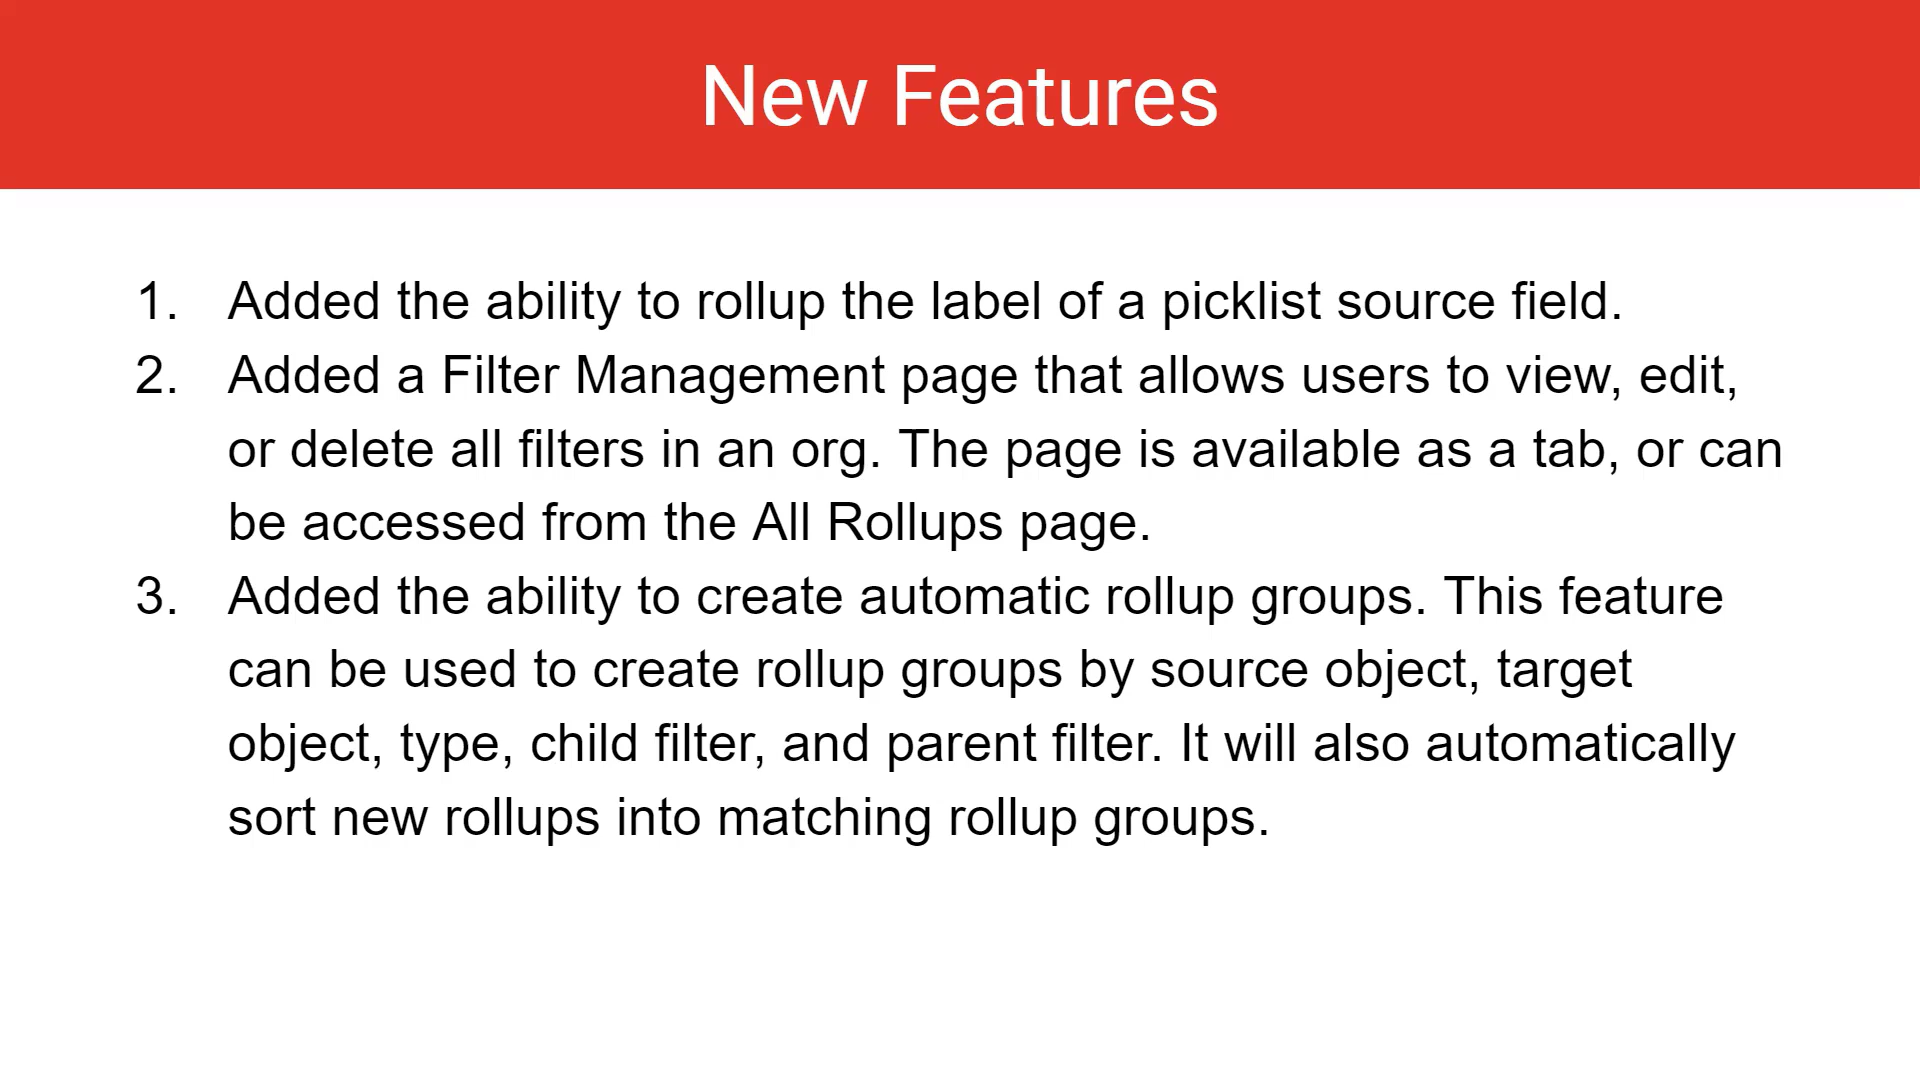 New Features
1. Added the ability to rollup the label of a picklist source field.
2. Added a Filter Management page that allows users to view, edit,
or delete all filters in an org. The page is available as a tab, or can
be accessed from the All Rollups page.
3. Added the ability to create automatic rollup groups. This feature
can be used to create rollup groups by source object, target
object, type, child filter, and parent filter. It will also automatically
sort new rollups into matching rollup groups.